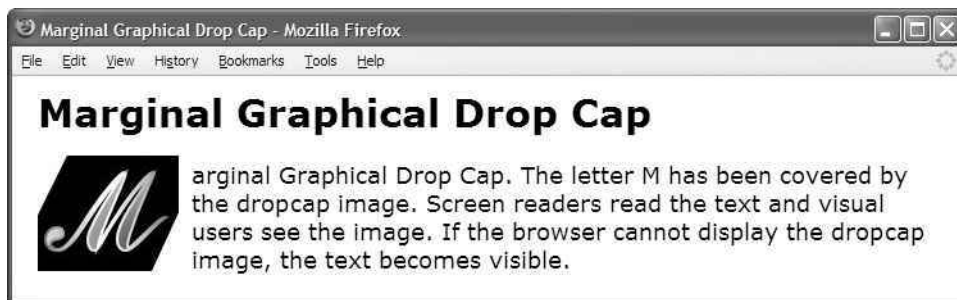 Marginal Graphical Drop Cap - Mozilla Firefox
File Edit View History Bookmarks Tools Help
Marginal Graphical Drop Cap
M arginal Graphical Drop Cap. The letter M has been covered by
the dropcap image. Screen readers read the text and visual
users see the image. If the browser cannot display the dropcap
image, the text becomes visible.